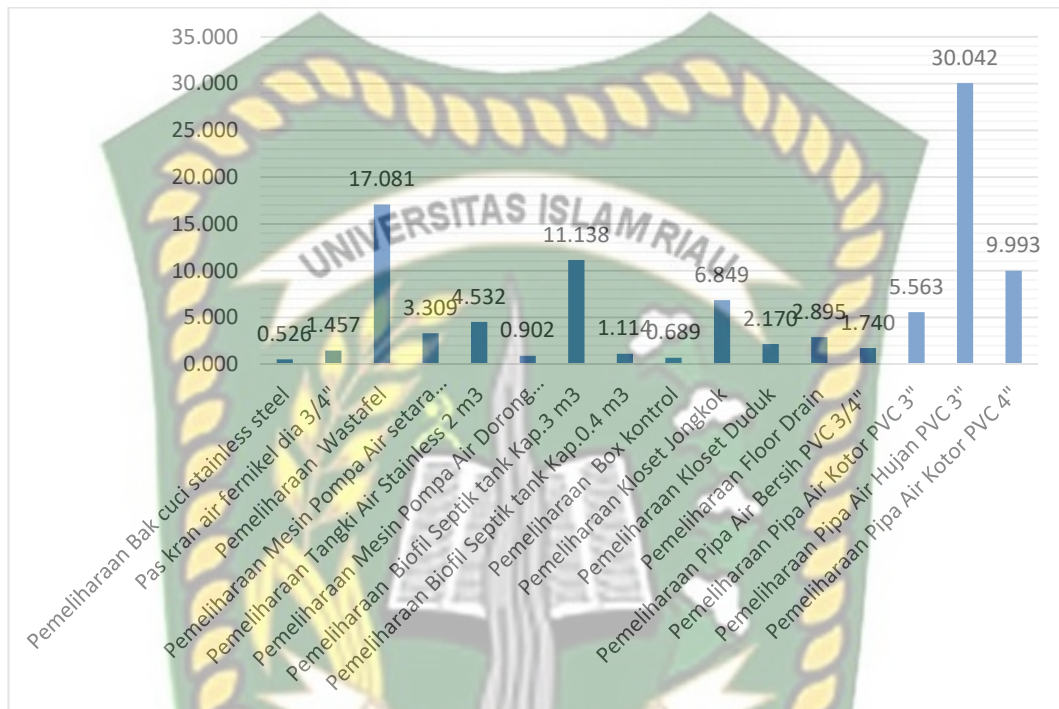 35.000
30.000
25.000
20.000
15.000
10.000
5.000
0.000
0.526
1.457
17.081
3.309
4.532
0.902
11.138
1.114
0.689
6.849
2.170
2.895
1.740
5.563
30.042
9.993
UNIVERSITAS ISLAM RIAU
Pemeliharaan Bak cuci stainless steel
Pas kran air fernikel dia 3/4"
Pemeliharaan Wastafel
Pemeliharaan Mesin Pompa Air setara...
Pemeliharaan Tangki Air Stainless 2 m3
Pemeliharaan Mesin Pompa Air Dorong...
Pemeliharaan Biofil Septik tank Kap.3 m3
Pemeliharaan Biofil Septik tank Kap.0.4 m3
Pemeliharaan Box kontrol
Pemeliharaan Kloset Jongkok
Pemeliharaan Kloset Duduk
Pemeliharaan Floor Drain
Pemeliharaan Pipa Air Bersih PVC 3/4"
Pemeliharaan Pipa Air Kotor PVC 3"
Pemeliharaan Pipa Air Hujan PVC 3"
Pemeliharaan Pipa Air Kotor PVC 4"